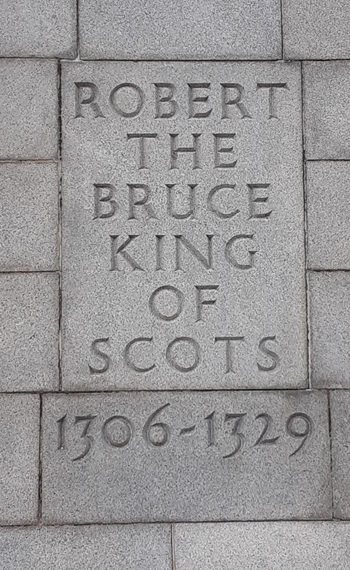 ROBERT
THE
BRUCE
KING
OF
SCOTS
1306-1329